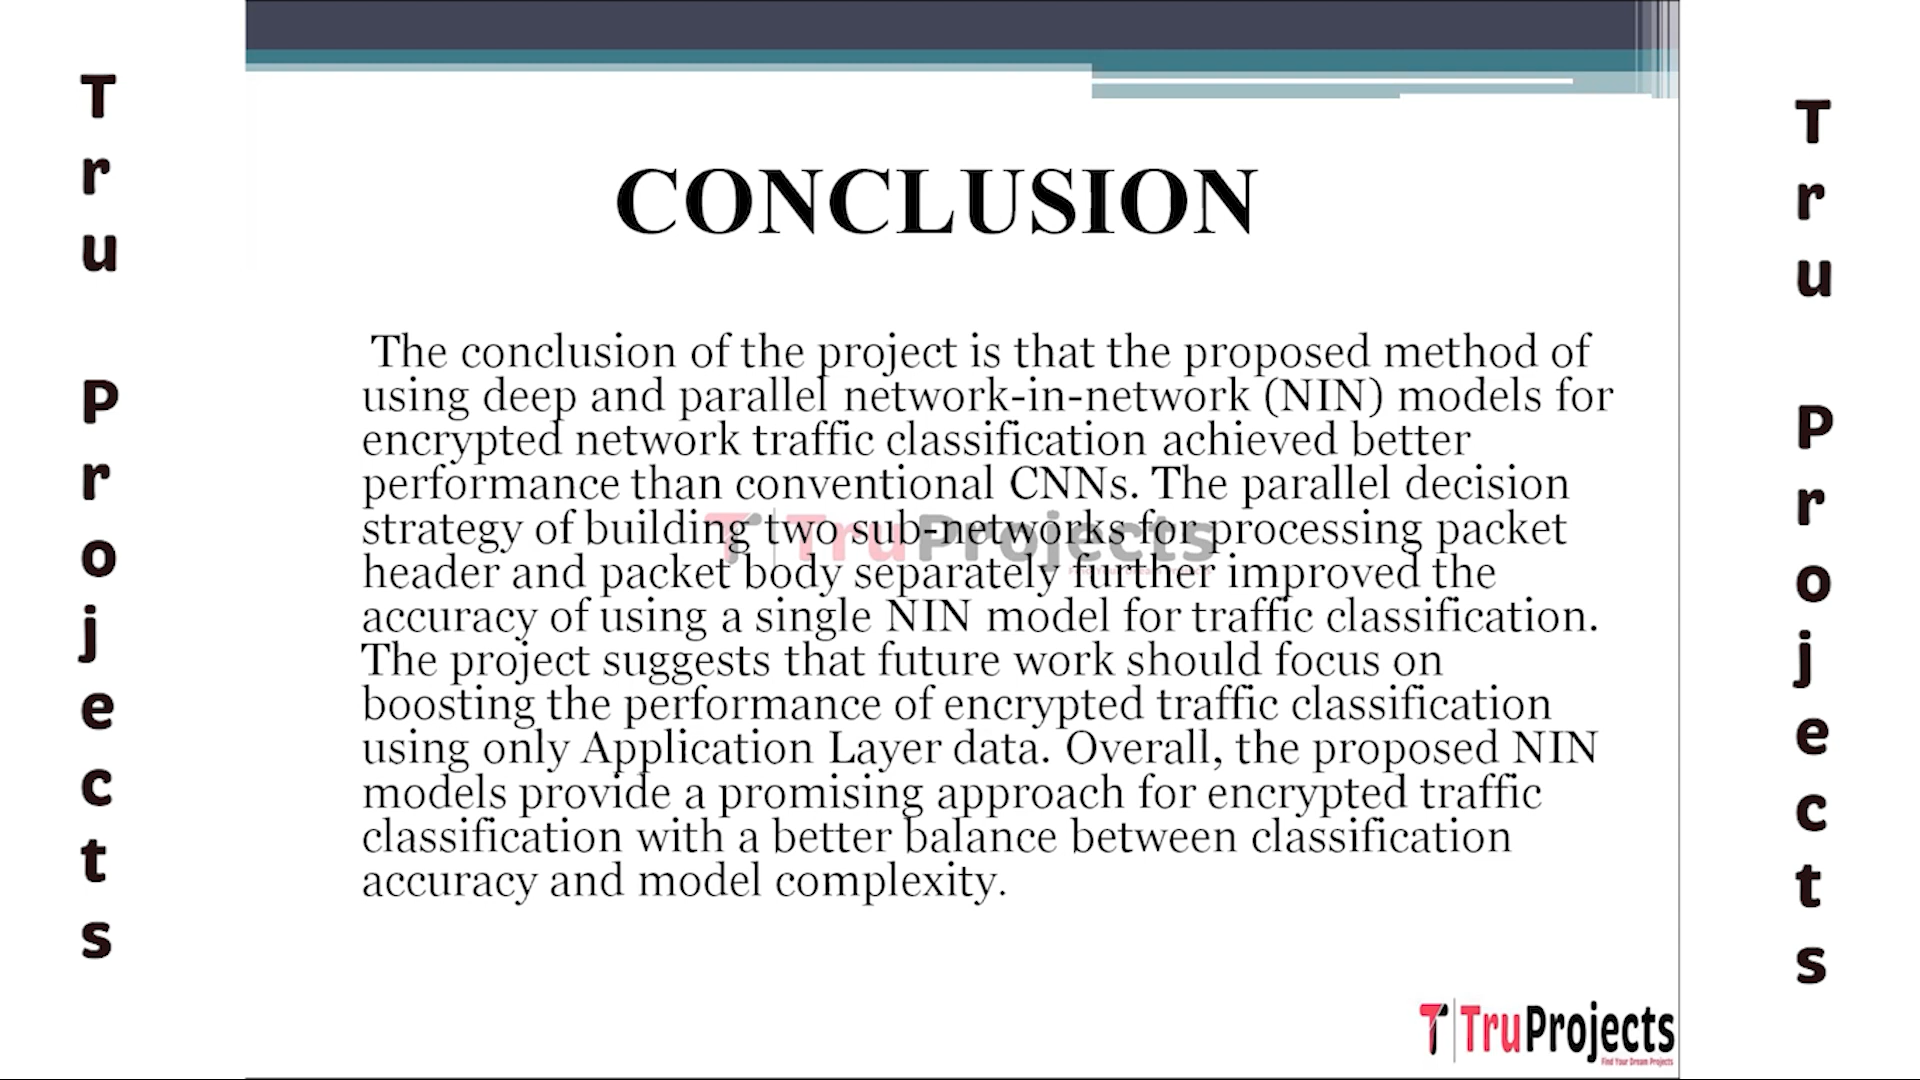 Tru Projects
CONCLUSION
The conclusion of the project is that the proposed method of
using deep and parallel network-in-network (NIN) models for
encrypted network traffic classification achieved better
performance than conventional CNNs. The parallel decision
strategy of building two sub-networks for processing packet
header and packet body separately further improved the
accuracy of using a single NIN model for traffic classification.
The project suggests that future work should focus on
boosting the performance of encrypted traffic classification
using only Application Layer data. Overall, the proposed NIN
models provide a promising approach for encrypted traffic
classification with a better balance between classification
accuracy and model complexity.
TruProjects
TruProjects
Find Your Dream Projects
Tru Projects